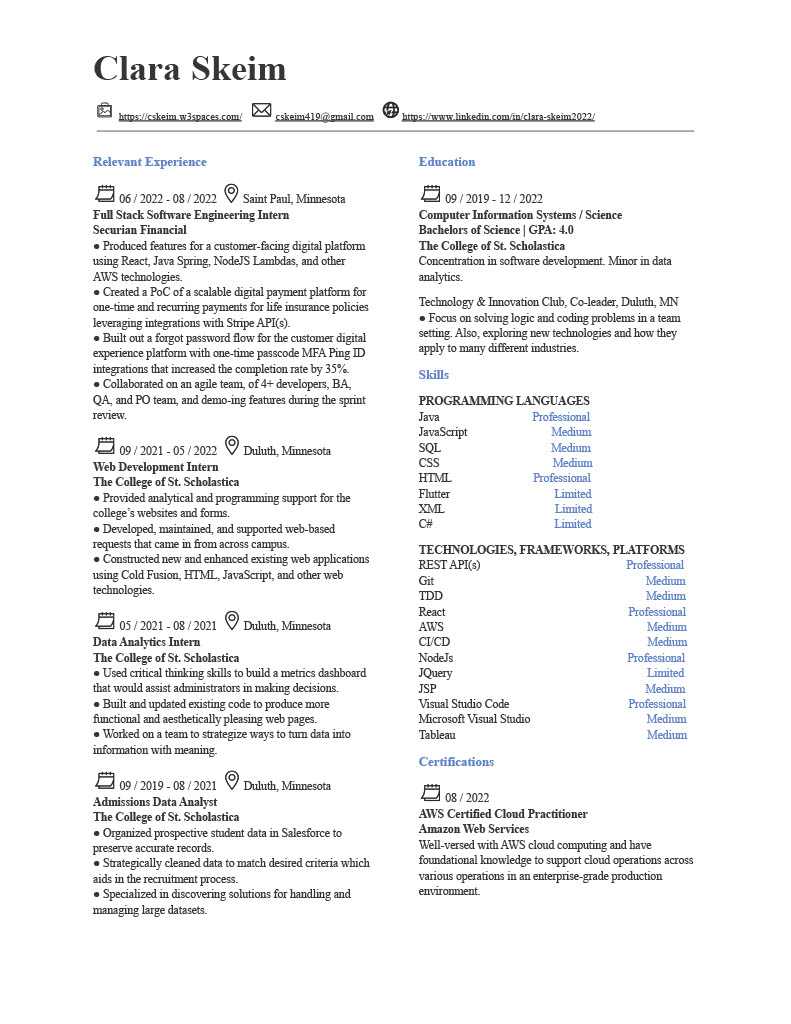 Clara Skeim
https://cskeim.w3spaces.com/ cskeim419@gmail.com https://www.linkedin.com/in/clara-skeim2022/
Relevant Experience
06 / 2022 - 08 / 2022 Saint Paul, Minnesota
Full Stack Software Engineering Intern
Securian Financial
● Produced features for a customer-facing digital platform
using React, Java Spring, NodeJS Lambdas, and other
AWS technologies.
● Created a PoC of a scalable digital payment platform for
one-time and recurring payments for life insurance policies
leveraging integrations with Stripe API(s).
● Built out a forgot password flow for the customer digital
experience platform with one-time passcode MFA Ping ID
integrations that increased the completion rate by 35%.
● Collaborated on an agile team, of 4+ developers, BA,
QA, and PO team, and demo-ing features during the sprint
review.
09 / 2021 - 05 / 2022 Duluth, Minnesota
Web Development Intern
The College of St. Scholastica
● Provided analytical and programming support for the
college’s websites and forms.
● Developed, maintained, and supported web-based
requests that came in from across campus.
● Constructed new and enhanced existing web applications
using Cold Fusion, HTML, JavaScript, and other web
technologies.
05 / 2021 - 08 / 2021 Duluth, Minnesota
Data Analytics Intern
The College of St. Scholastica
● Used critical thinking skills to build a metrics dashboard
that would assist administrators in making decisions.
● Built and updated existing code to produce more
functional and aesthetically pleasing web pages.
● Worked on a team to strategize ways to turn data into
information with meaning.
09 / 2019 - 08 / 2021 Duluth, Minnesota
Admissions Data Analyst
The College of St. Scholastica
● Organized prospective student data in Salesforce to
preserve accurate records.
● Strategically cleaned data to match desired criteria which
aids in the recruitment process.
● Specialized in discovering solutions for handling and
managing large datasets.
Education
09 / 2019 - 12 / 2022
Computer Information Systems / Science
Bachelors of Science | GPA: 4.0
The College of St. Scholastica
Concentration in software development. Minor in data
analytics.
Technology & Innovation Club, Co-leader, Duluth, MN
● Focus on solving logic and coding problems in a team
setting. Also, exploring new technologies and how they
apply to many different industries.
Skills
PROGRAMMING LANGUAGES
Java Professional
JavaScript Medium
SQL Medium
CSS Medium
HTML Professional
Flutter Limited
XML Limited
C# Limited
TECHNOLOGIES, FRAMEWORKS, PLATFORMS
REST API(s) Professional
Git Medium
TDD Medium
React Professional
AWS Medium
CI/CD Medium
NodeJs Professional
JQuery Limited
JSP Medium
Visual Studio Code Professional
Microsoft Visual Studio Medium
Tableau Medium
Certifications
08 / 2022
AWS Certified Cloud Practitioner
Amazon Web Services
Well-versed with AWS cloud computing and have
foundational knowledge to support cloud operations across
various operations in an enterprise-grade production
environment.